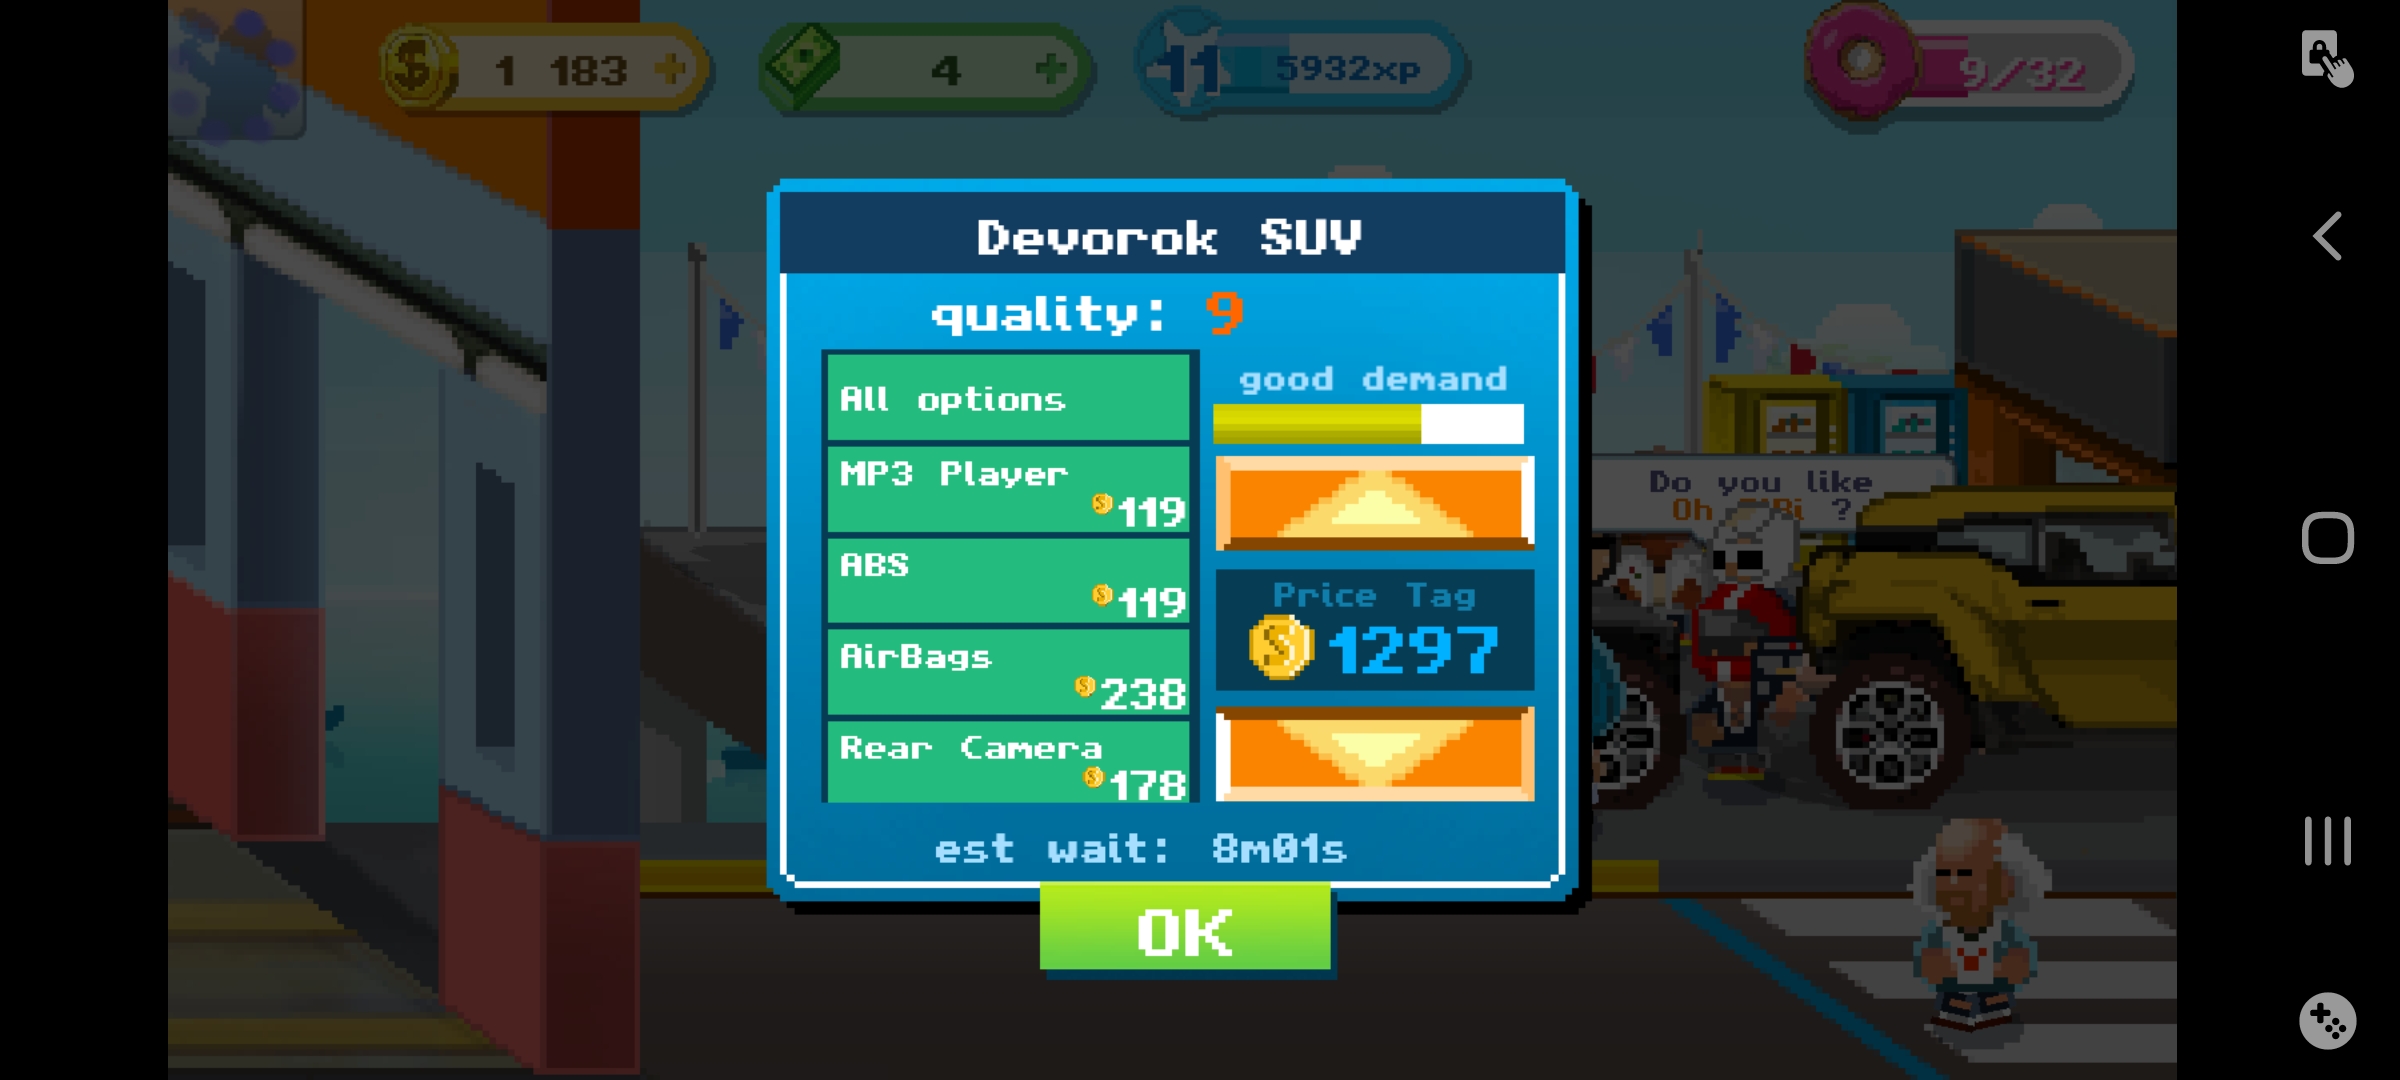 1 183 +
4 +
11 5932xp
9/32
Devorok SUV
quality: 9
All options
MP3 Player
119
ABS
119
AirBags
238
Rear Camera
178
good demand
Price Tag
1297
est wait: 8m01s
OK
Do you like
Oh Bi ?